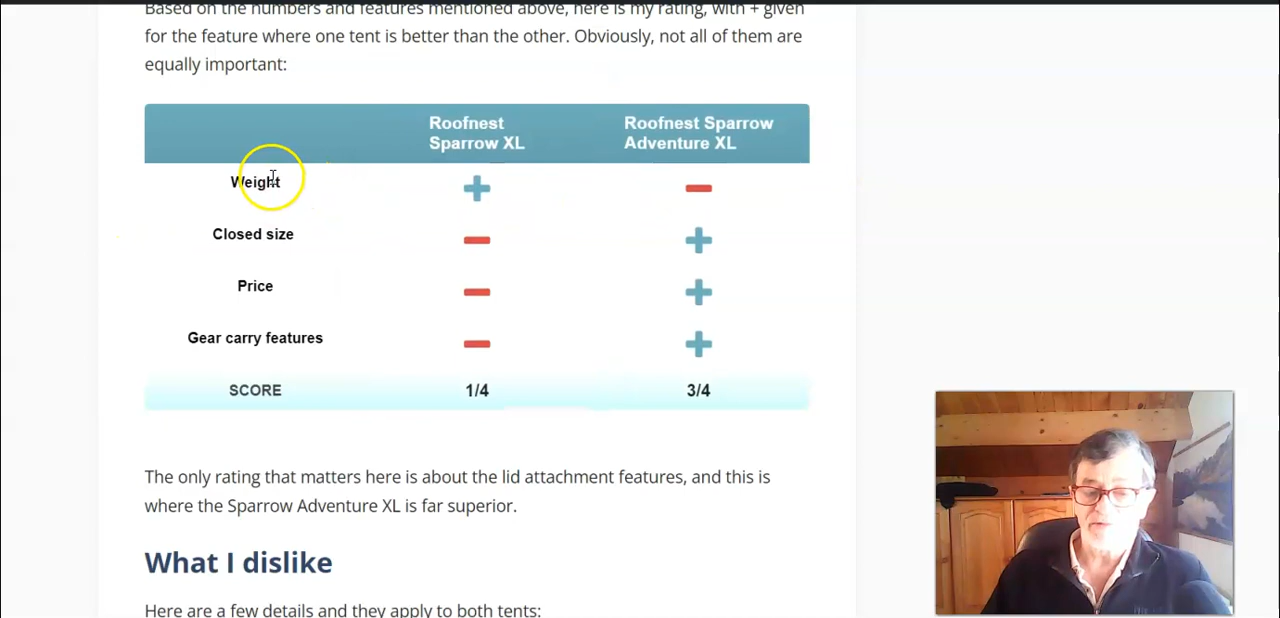 Based on the numbers and features mentioned above, here is my rating, with + given
for the feature where one tent is better than the other. Obviously, not all of them are
equally important:
Roofnest Sparrow XL
Roofnest Sparrow Adventure XL
Weight + −
Closed size − +
Price − +
Gear carry features − +
SCORE 1/4 3/4
The only rating that matters here is about the lid attachment features, and this is
where the Sparrow Adventure XL is far superior.
What I dislike
Here are a few details and they apply to both tents: